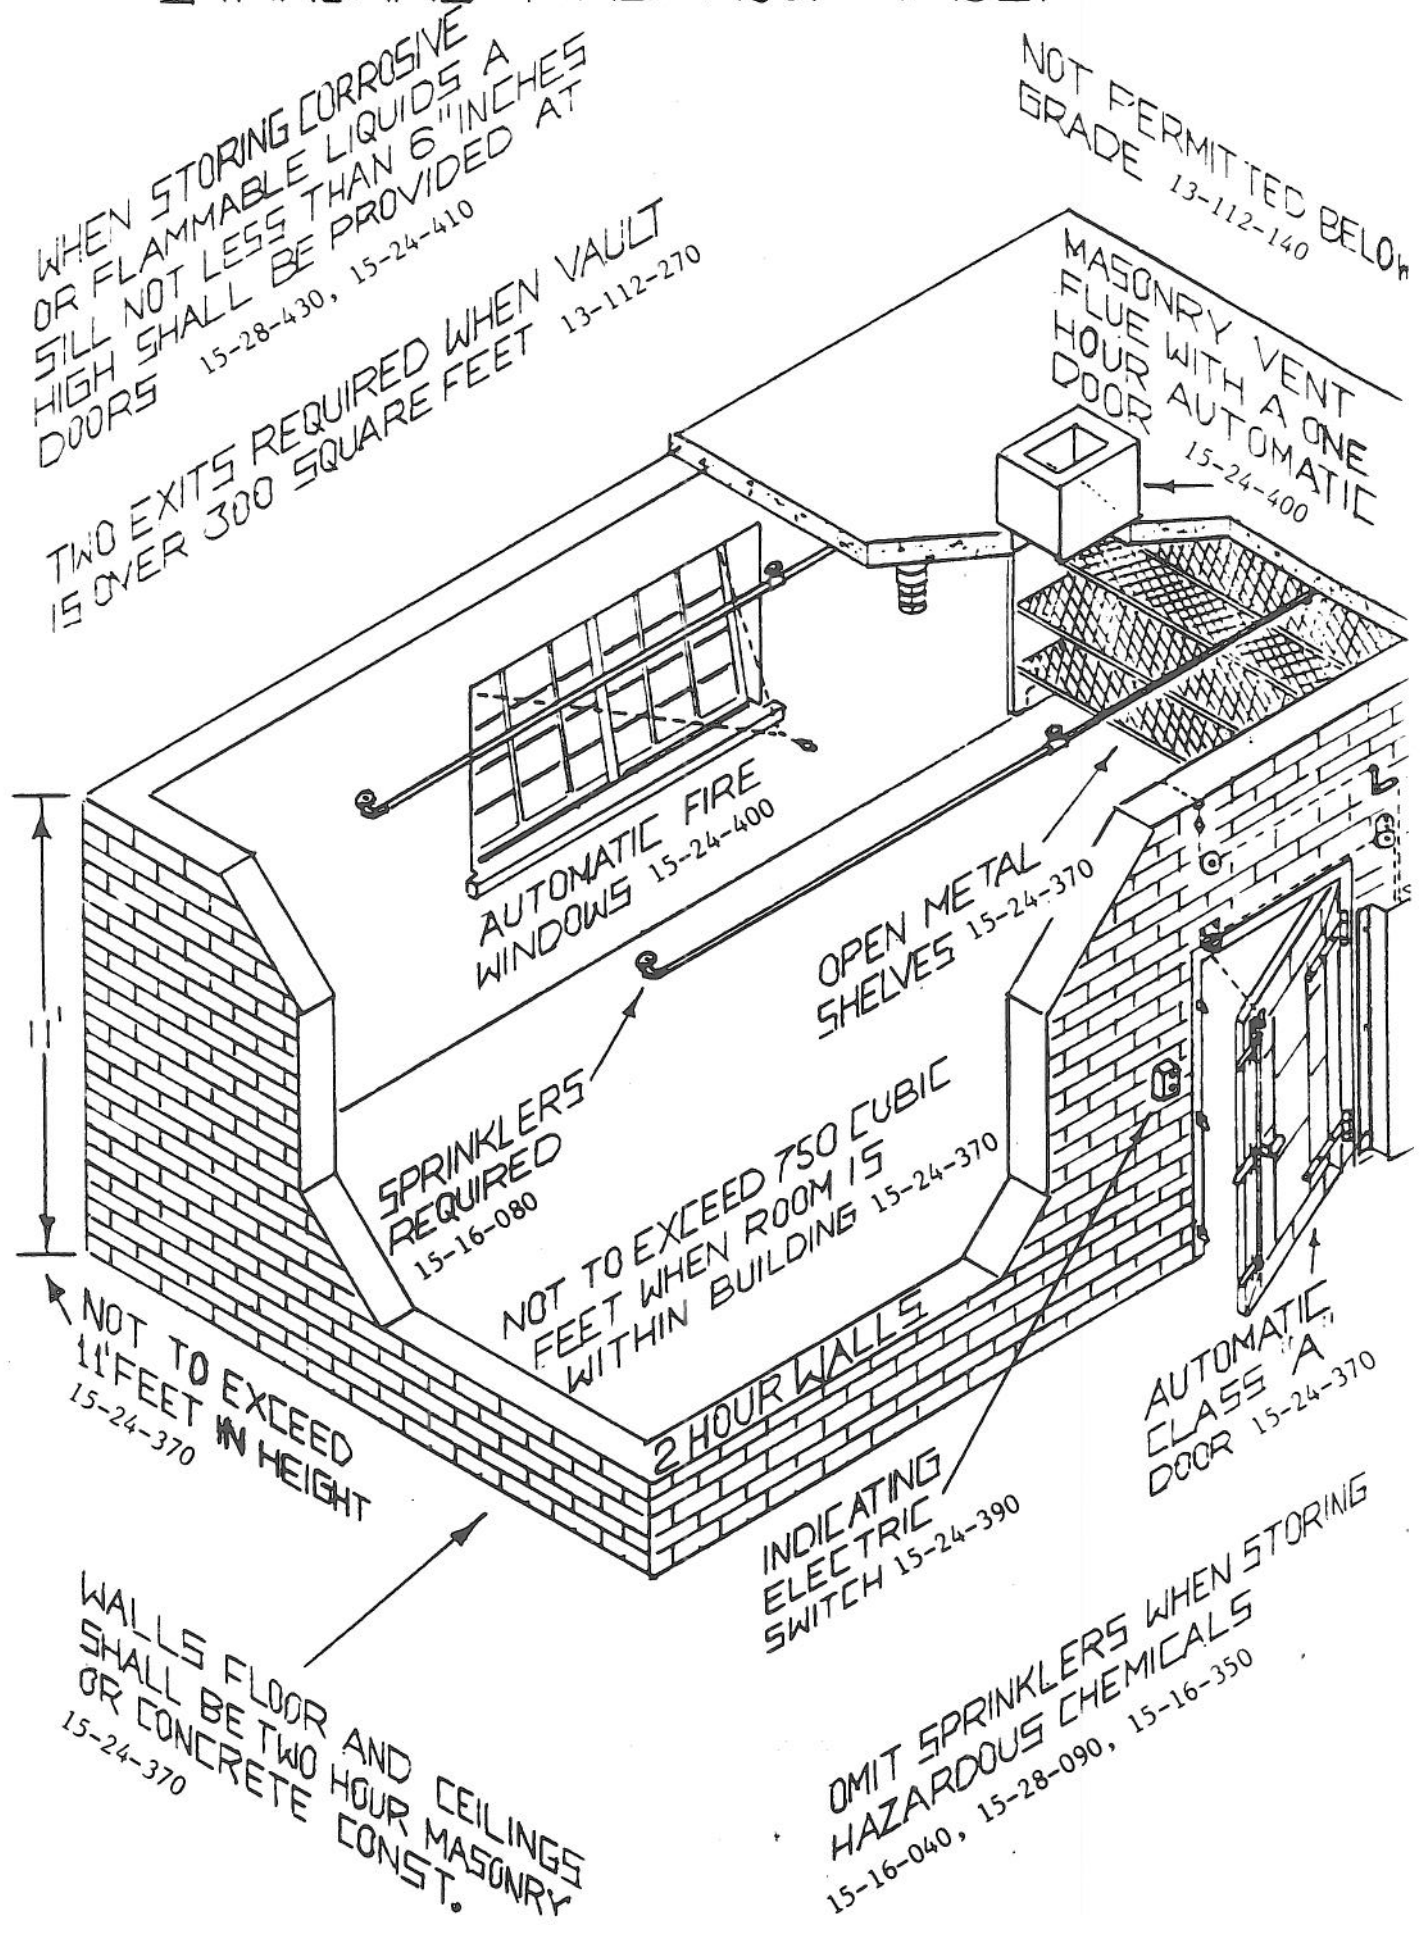 WHEN STORING CORROSIVE
OR FLAMMABLE LIQUIDS A
SILL NOT LESS THAN 6"INCHES
HIGH SHALL BE PROVIDED AT
DOORS 15-28-430, 15-24-410
TWO EXITS REQUIRED WHEN VAULT
IS OVER 300 SQUARE FEET 13-112-270
NOT PERMITTED BELOW
GRADE 13-112-140
MASONRY VENT
FLUE WITH A ONE
HOUR AUTOMATIC
DOOR 15-24-400
AUTOMATIC FIRE
WINDOWS 15-24-400
OPEN METAL
SHELVES 15-24-370
11'
SPRINKLERS
REQUIRED
15-16-080
NOT TO EXCEED 750 CUBIC
FEET WHEN ROOM IS
WITHIN BUILDING 15-24-370
2 HOUR WALLS
NOT TO EXCEED
11'FEET IN HEIGHT
15-24-370
AUTOMATIC
CLASS "A"
DOOR 15-24-370
INDICATING
ELECTRIC
SWITCH 15-24-390
WALLS FLOOR AND CEILINGS
SHALL BE TWO HOUR MASONRY
OR CONCRETE CONST.
15-24-370
OMIT SPRINKLERS WHEN STORING
HAZARDOUS CHEMICALS
15-16-040, 15-28-090, 15-16-350